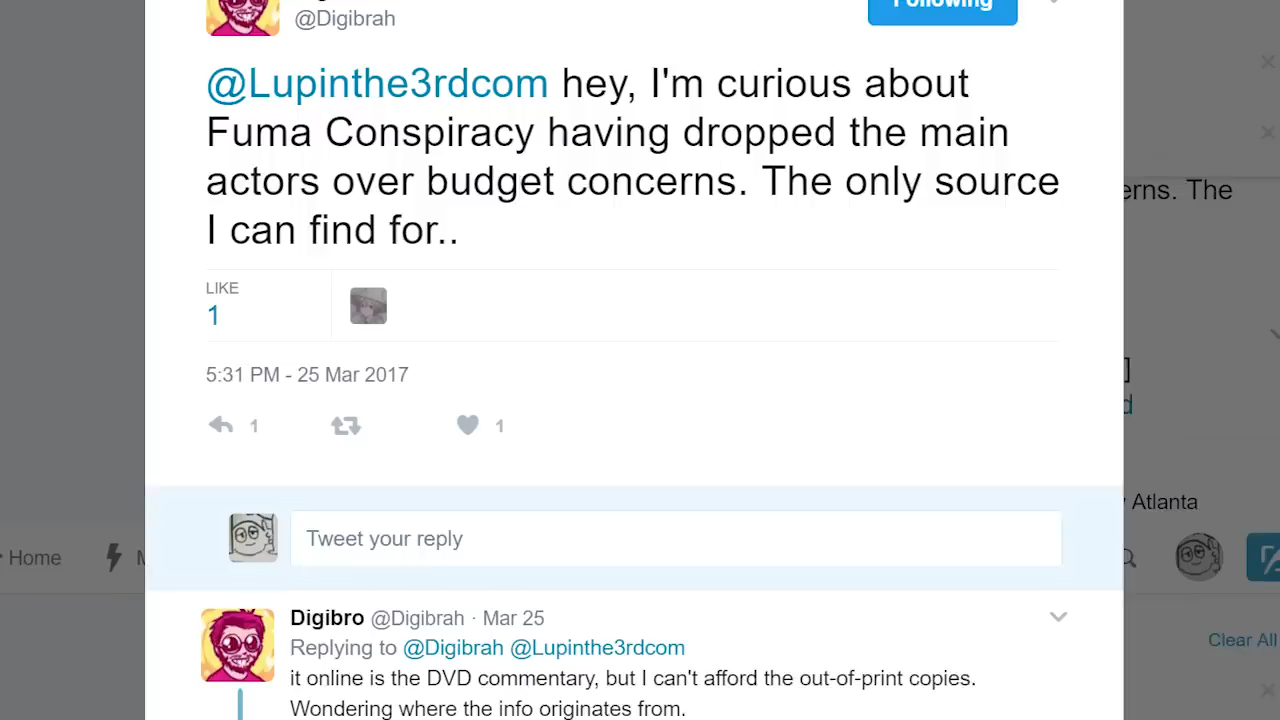 @Digibrah
Following
@Lupinthe3rdcom hey, I'm curious about
Fuma Conspiracy having dropped the main
actors over budget concerns. The only source
I can find for..
erns. The
LIKE
1
5:31 PM - 25 Mar 2017
1 1
Atlanta
Tweet your reply
Home
Digibro @Digibrah · Mar 25
Replying to @Digibrah @Lupinthe3rdcom
Clear All
it online is the DVD commentary, but I can't afford the out-of-print copies.
Wondering where the info originates from.